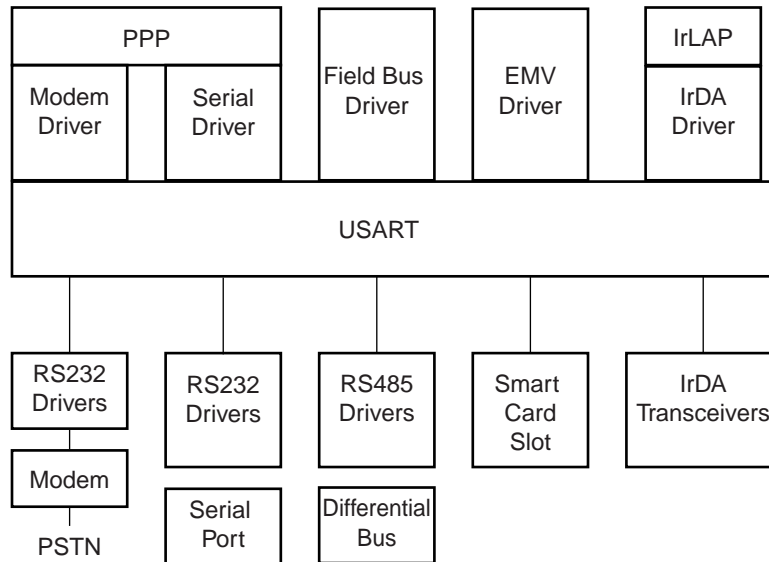 PPP
IrLAP
Modem
Driver
Serial
Driver
Field Bus
Driver
EMV
Driver
IrDA
Driver
USART
RS232
Drivers
RS232
Drivers
RS485
Drivers
Smart
Card
Slot
IrDA
Transceivers
Modem
Serial
Port
Differential
Bus
PSTN